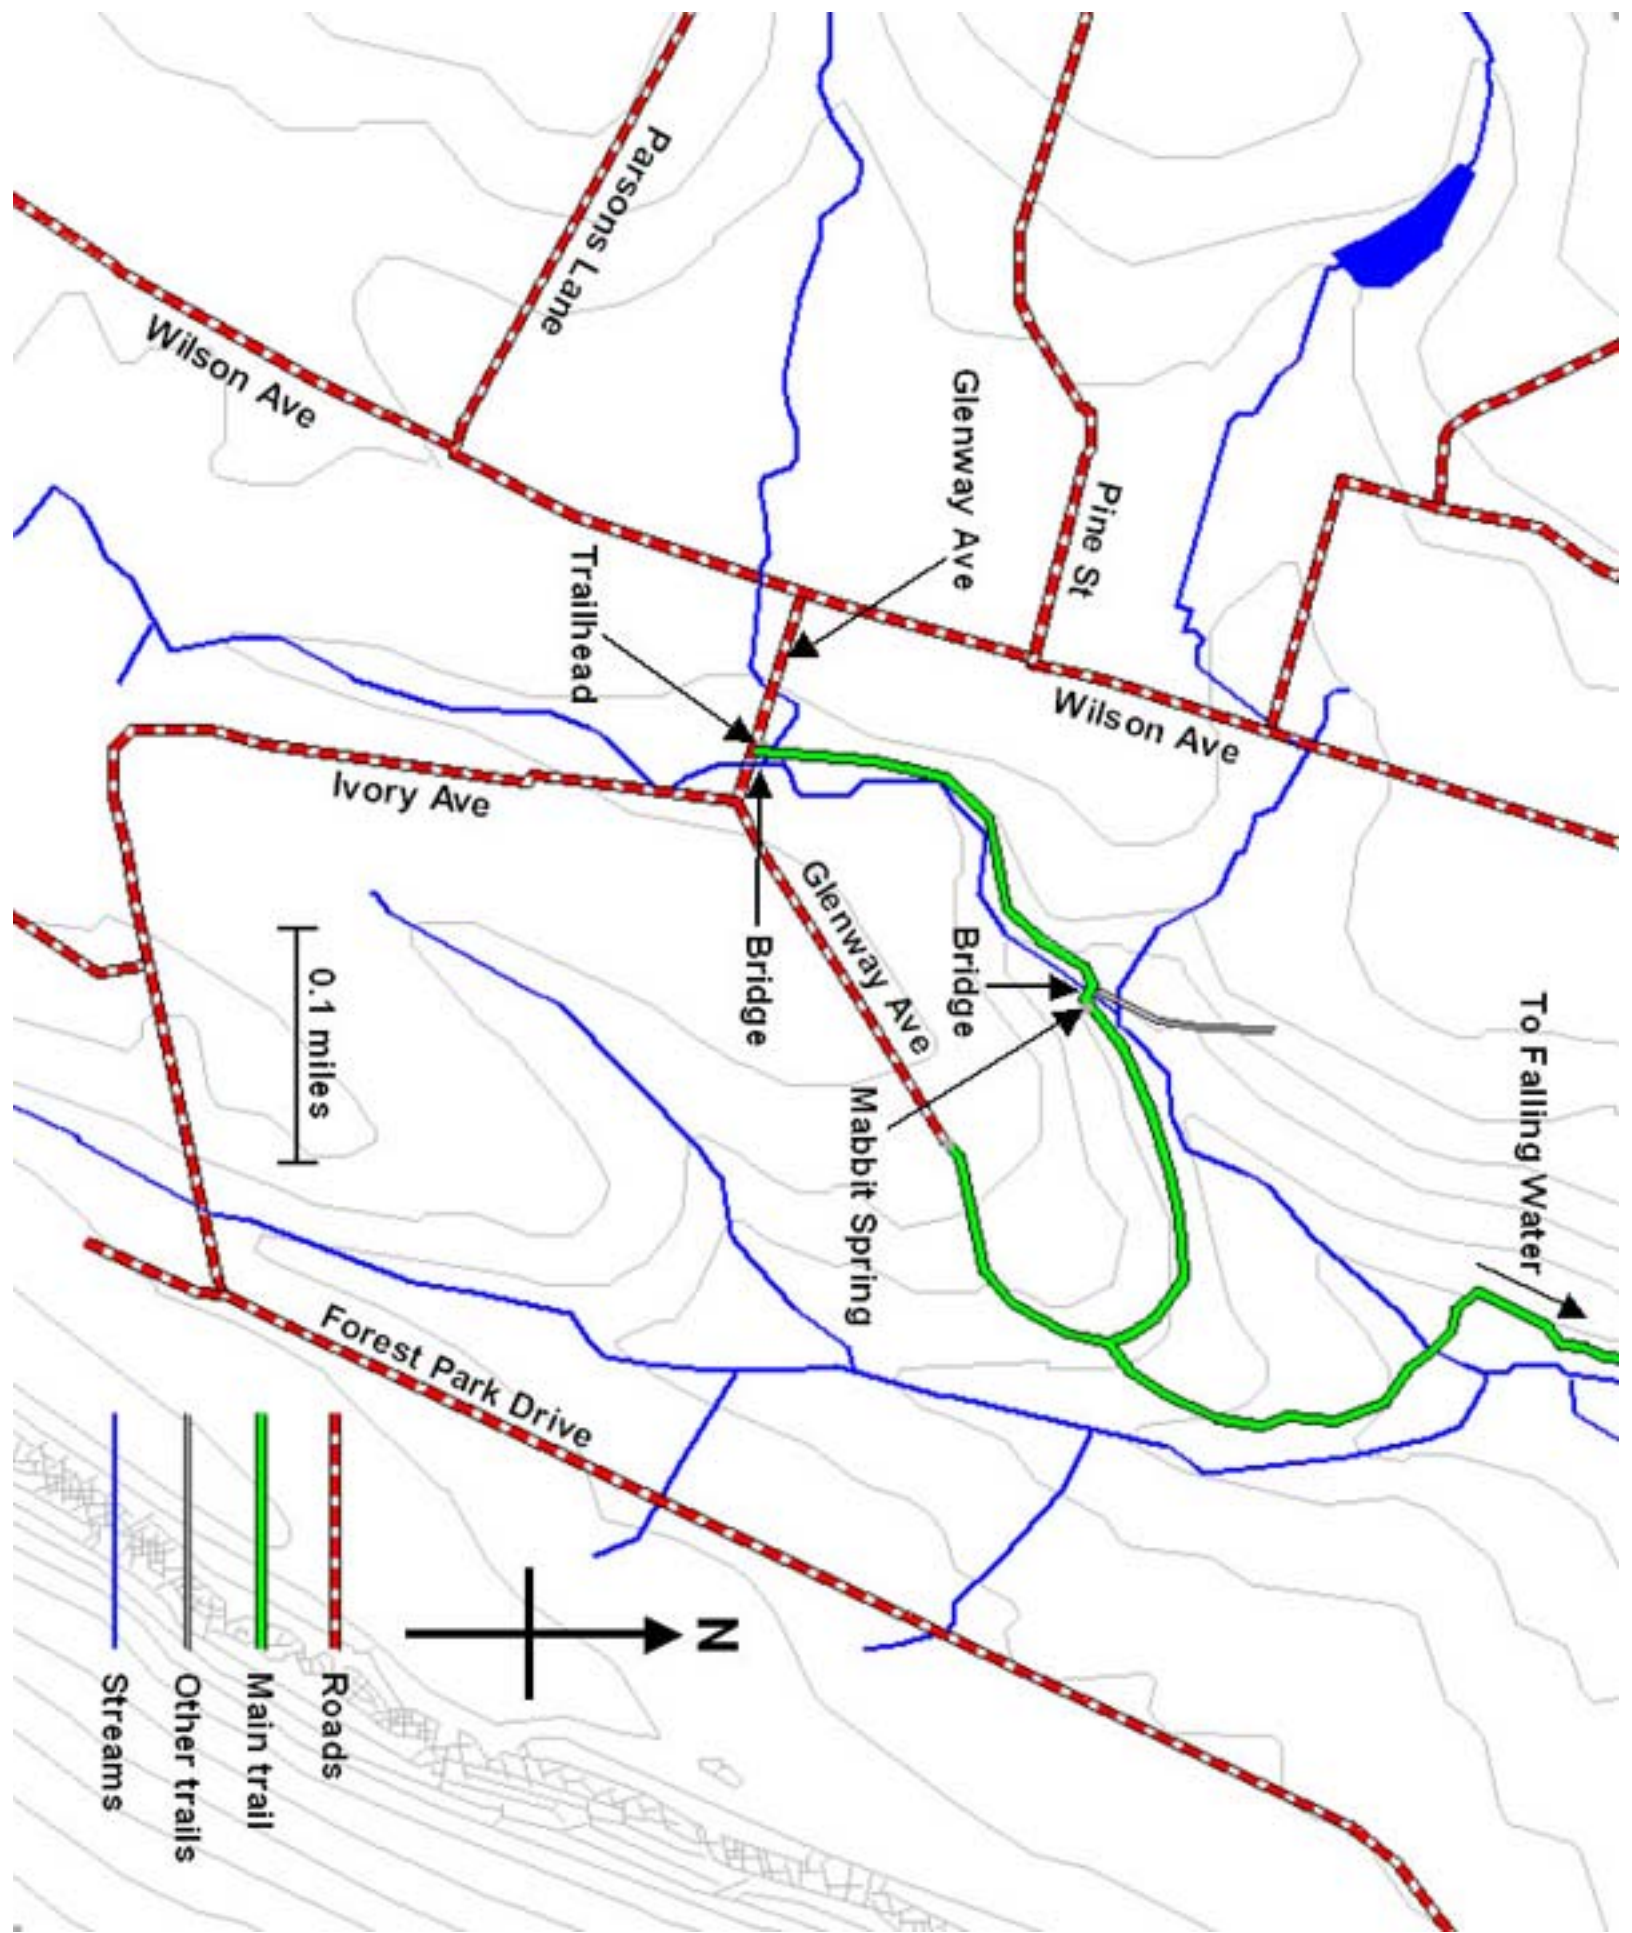 Parsons Lane
Wilson Ave
Glenway Ave
Pine St
Trailhead
Wilson Ave
Ivory Ave
Glenway Ave
Bridge
Bridge
Mabbit Spring
To Falling Water
0.1 miles
Forest Park Drive
N
Roads
Main trail
Other trails
Streams